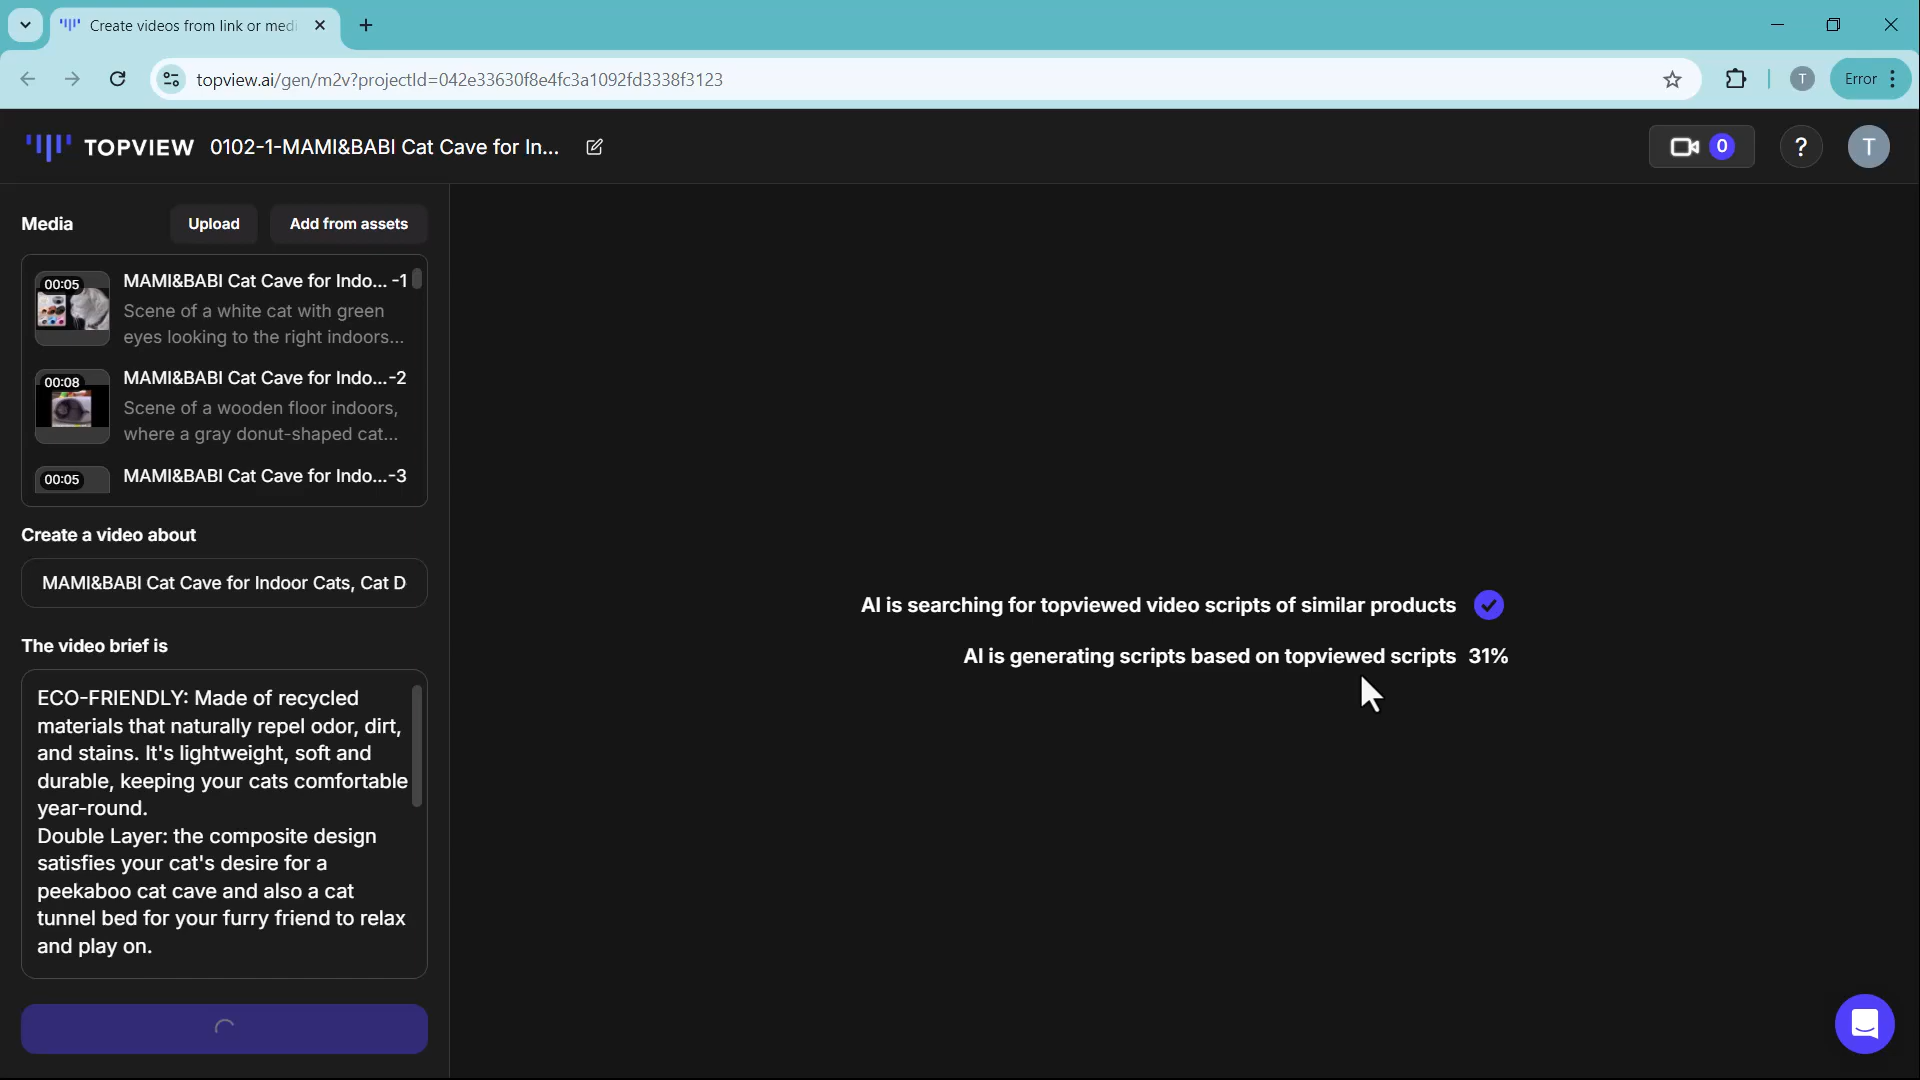 Create videos from link or medi
topview.ai/gen/m2v?projectId=042e33630f8e4fc3a1092fd3338f3123
T
Error
TOPVIEW
0102-1-MAMI&BABI Cat Cave for In...
0
?
T
Media
Upload
Add from assets
00:05
MAMI&BABI Cat Cave for Indo... -1
Scene of a white cat with green
eyes looking to the right indoors...
00:08
MAMI&BABI Cat Cave for Indo...-2
Scene of a wooden floor indoors,
where a gray donut-shaped cat...
00:05
MAMI&BABI Cat Cave for Indo...-3
Create a video about
MAMI&BABI Cat Cave for Indoor Cats, Cat D
The video brief is
ECO-FRIENDLY: Made of recycled
materials that naturally repel odor, dirt,
and stains. It's lightweight, soft and
durable, keeping your cats comfortable
year-round.
Double Layer: the composite design
satisfies your cat's desire for a
peekaboo cat cave and also a cat
tunnel bed for your furry friend to relax
and play on.
AI is searching for topviewed video scripts of similar products
AI is generating scripts based on topviewed scripts 31%